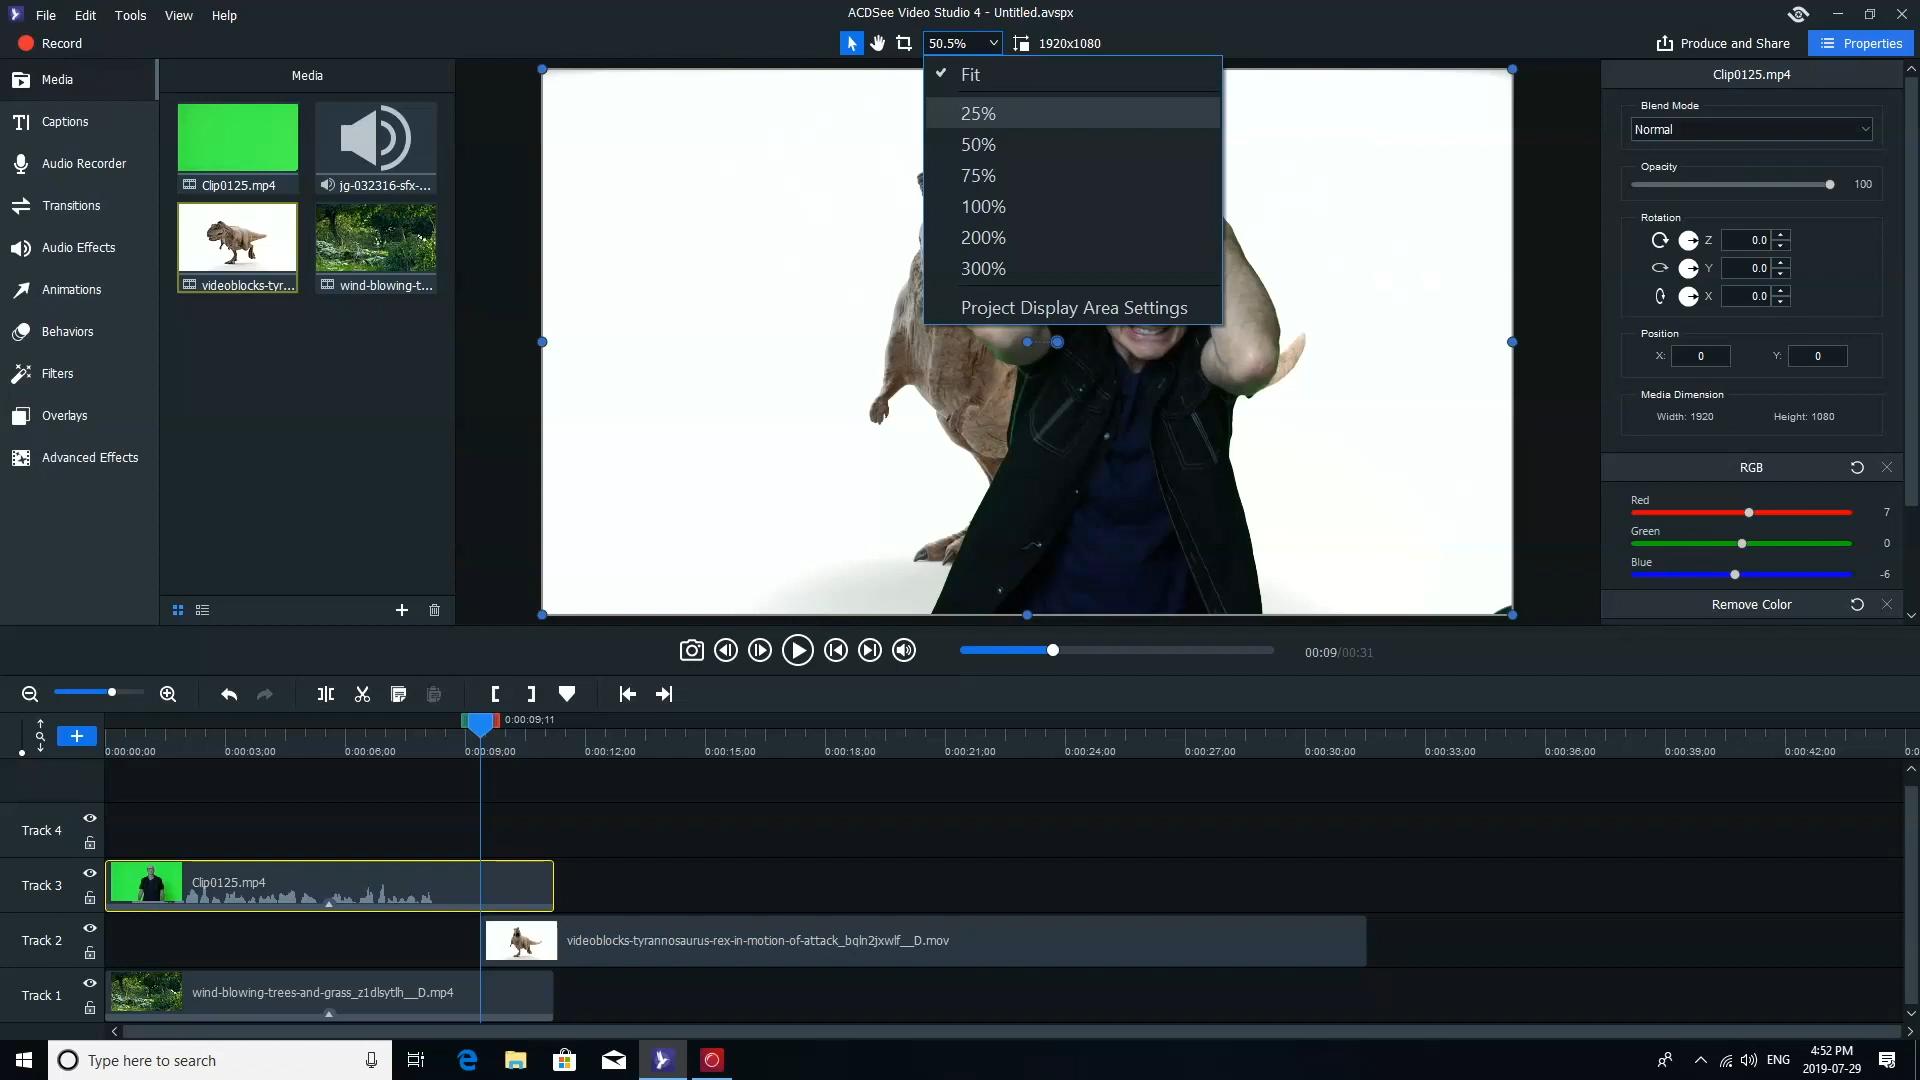 File Edit Tools View Help
ACDSee Video Studio 4 - Untitled.avspx
Record
50.5%
1920x1080
Produce and Share
Properties
Media
Captions
Audio Recorder
Transitions
Audio Effects
Animations
Behaviors
Filters
Overlays
Advanced Effects
Media
Clip0125.mp4
jg-032316-sfx-...
videoblocks-tyr...
wind-blowing-t...
Fit
25%
50%
75%
100%
200%
300%
Project Display Area Settings
Clip0125.mp4
Blend Mode
Normal
Opacity
100
Rotation
Z 0.0
Y 0.0
X 0.0
Position
X: 0 Y: 0
Media Dimension
Width: 1920 Height: 1080
RGB
Red
7
Green
0
Blue
-6
Remove Color
00:09/00:31
0:00:09;11
0:00:00;00 0:00:03;00 0:00:06;00 0:00:09;00 0:00:12;00 0:00:15;00 0:00:18;00 0:00:21;00 0:00:24;00 0:00:27;00 0:00:30;00 0:00:33;00 0:00:36;00 0:00:39;00 0:00:42;00 0:0
Track 4
Track 3
Clip0125.mp4
Track 2
videoblocks-tyrannosaurus-rex-in-motion-of-attack_bqln2jxwlf__D.mov
Track 1
wind-blowing-trees-and-grass_z1dlsytlh__D.mp4
Type here to search
ENG
4:52 PM
2019-07-29